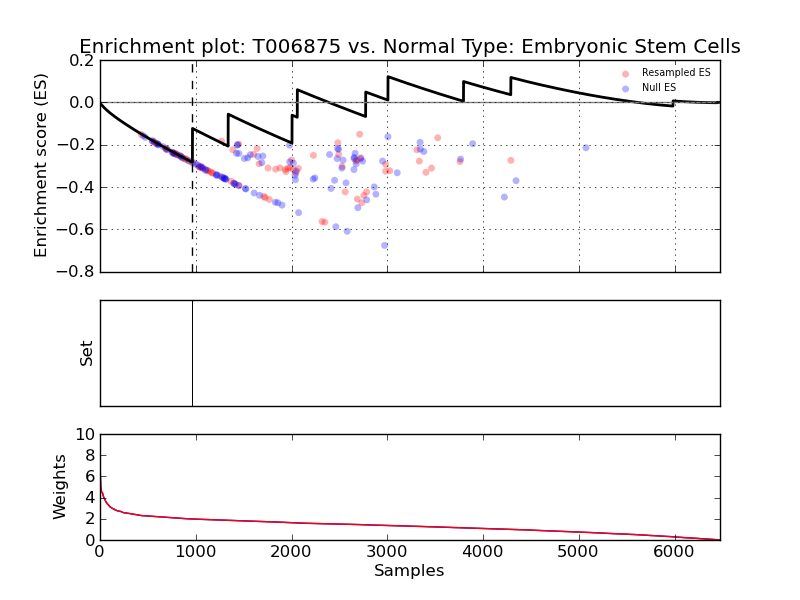 Enrichment plot: T006875 vs. Normal Type: Embryonic Stem Cells
Enrichment score (ES)
0.2
0.0
−0.2
−0.4
−0.6
−0.8
Resampled ES
Null ES
Set
Weights
10
8
6
4
2
0
0 1000 2000 3000 4000 5000 6000
Samples